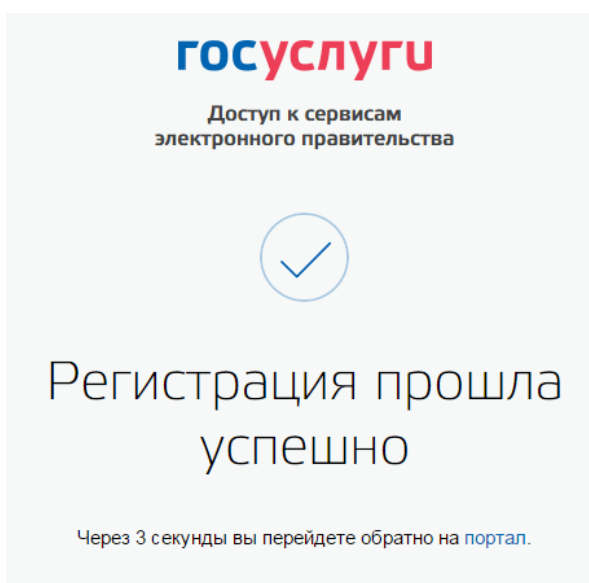 госуслуги
Доступ к сервисам
электронного правительства
Регистрация прошла
успешно
Через 3 секунды вы перейдете обратно на портал.